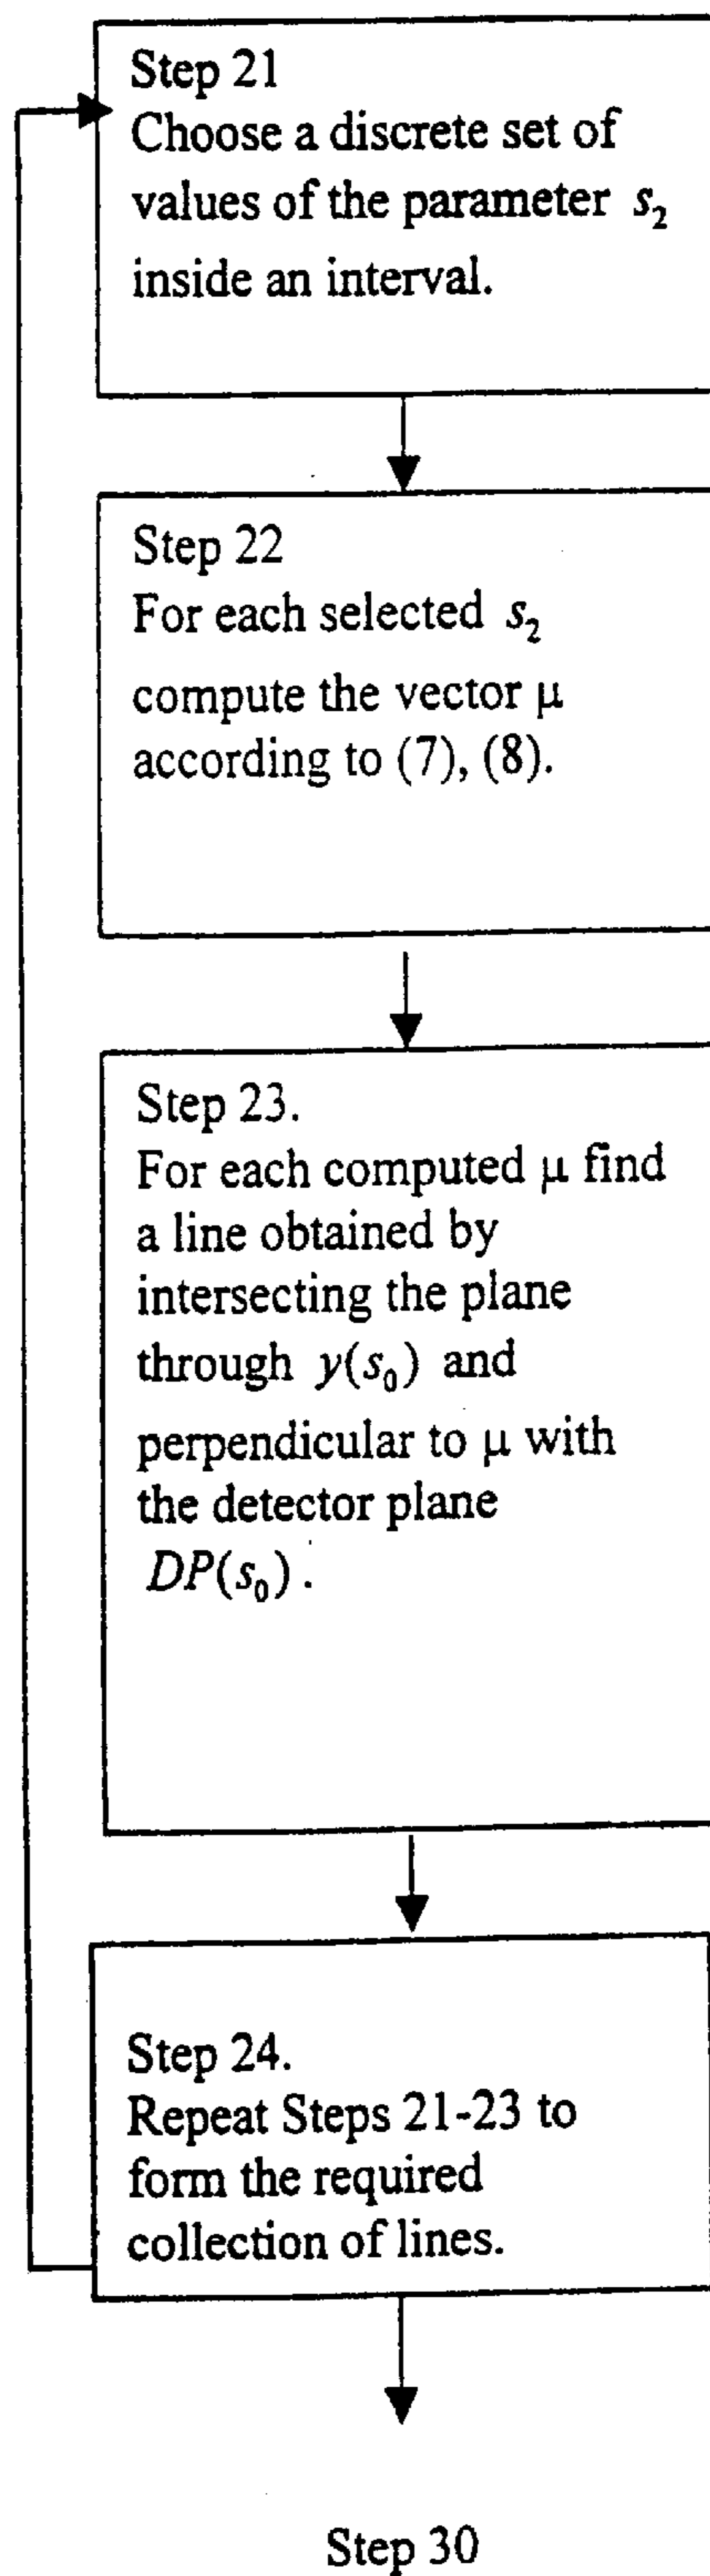 Step 21
Choose a discrete set of
values of the parameter s₂
inside an interval.
Step 22
For each selected s₂
compute the vector μ
according to (7), (8).
Step 23.
For each computed μ find
a line obtained by
intersecting the plane
through y(s₀) and
perpendicular to μ with
the detector plane
DP(s₀).
Step 24.
Repeat Steps 21-23 to
form the required
collection of lines.
Step 30